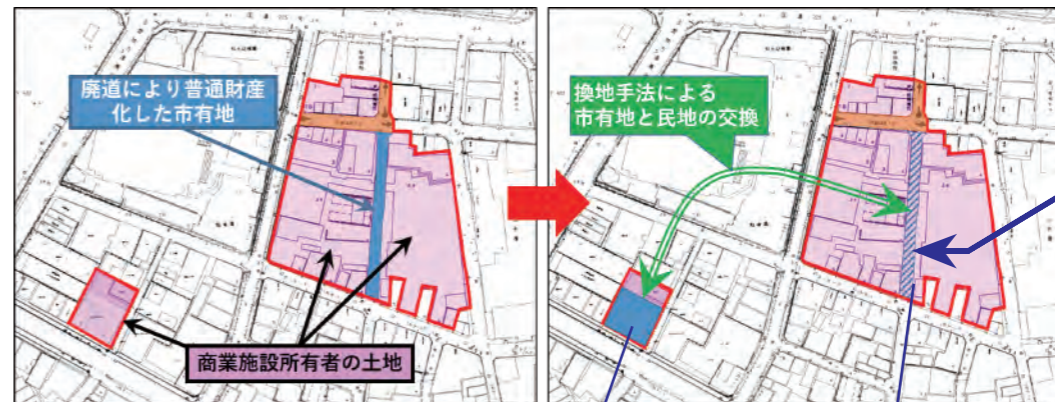 廃道により普通財産
化した市有地
商業施設所有者の土地
換地手法による
市有地と民地の交換